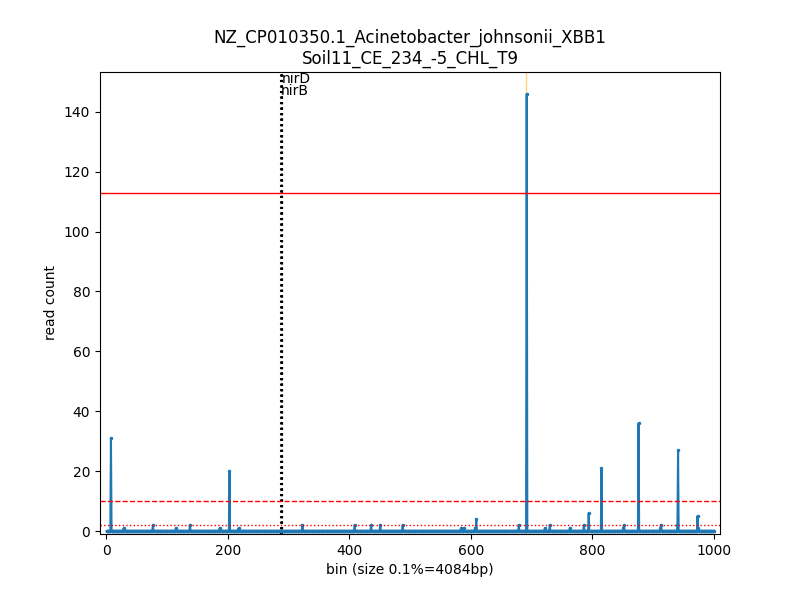 NZ_CP010350.1_Acinetobacter_johnsonii_XBB1
Soil11_CE_234_-5_CHL_T9
nirD
nirB
140
120
100
80
60
40
20
0
read count
0 200 400 600 800 1000
bin (size 0.1%=4084bp)